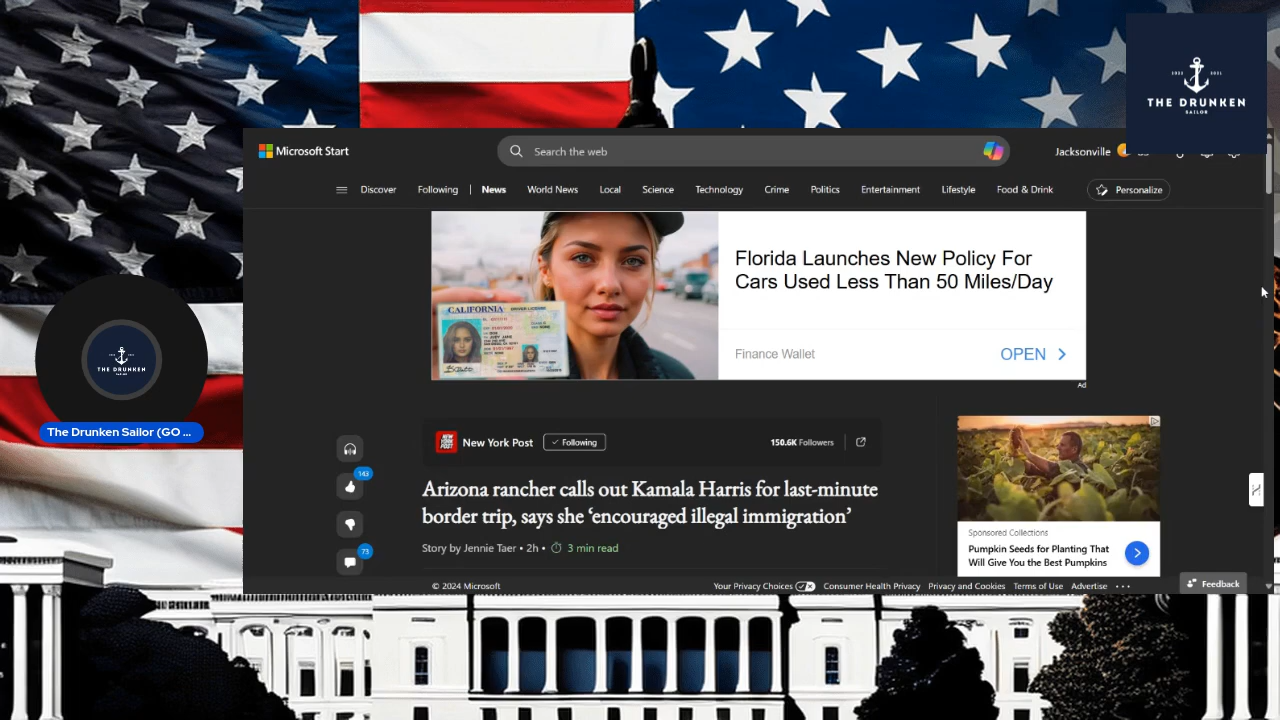 THE DRUNKEN
SAILOR
Microsoft Start
Search the web
Jacksonville
Discover
Following
News
World News
Local
Science
Technology
Crime
Politics
Entertainment
Lifestyle
Food & Drink
Personalize
CALIFORNIA
Florida Launches New Policy For
Cars Used Less Than 50 Miles/Day
Finance Wallet
OPEN
Ad
THE DRUNKEN
SAILOR
The Drunken Sailor (GO ...
New York Post
Following
150.6K Followers
143
73
Arizona rancher calls out Kamala Harris for last-minute
border trip, says she ‘encouraged illegal immigration’
Story by Jennie Taer • 2h •
3 min read
Sponsored Collections
Pumpkin Seeds for Planting That
Will Give You the Best Pumpkins
© 2024 Microsoft
Your Privacy Choices
Consumer Health Privacy
Privacy and Cookies
Terms of Use
Advertise
Feedback